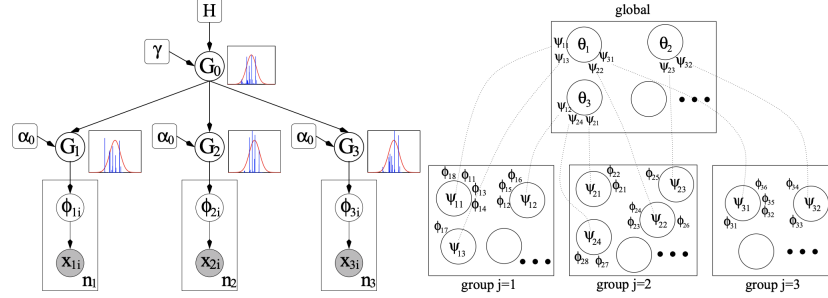 H
γ
G₀
α₀ G₁ α₀ G₂ α₀ G₃
ϕ₁ᵢ ϕ₂ᵢ ϕ₃ᵢ
x₁ᵢ x₂ᵢ x₃ᵢ
n₁ n₂ n₃
global
ψ₁₁ ψ₁₃ θ₁ ψ₃₁ ψ₂₂
θ₂ ψ₂₃ ψ₃₂
ψ₁₂ θ₃ ψ₂₄ ψ₂₁
ϕ₁₈ ϕ₁₁ ψ₁₁ ϕ₁₃ ϕ₁₄
ϕ₁₆ ϕ₁₅ ϕ₁₂ ψ₁₂
ϕ₁₇ ψ₁₃
group j=1
ψ₂₁ ϕ₂₂ ϕ₂₁
ϕ₂₅ ψ₂₃
ϕ₂₄ ϕ₂₃ ψ₂₂ ϕ₂₆
ψ₂₄ ϕ₂₈ ϕ₂₇
group j=2
ϕ₃₁ ψ₃₁ ϕ₃₆ ϕ₃₅ ϕ₃₂
ϕ₃₄ ψ₃₂ ϕ₃₃
group j=3